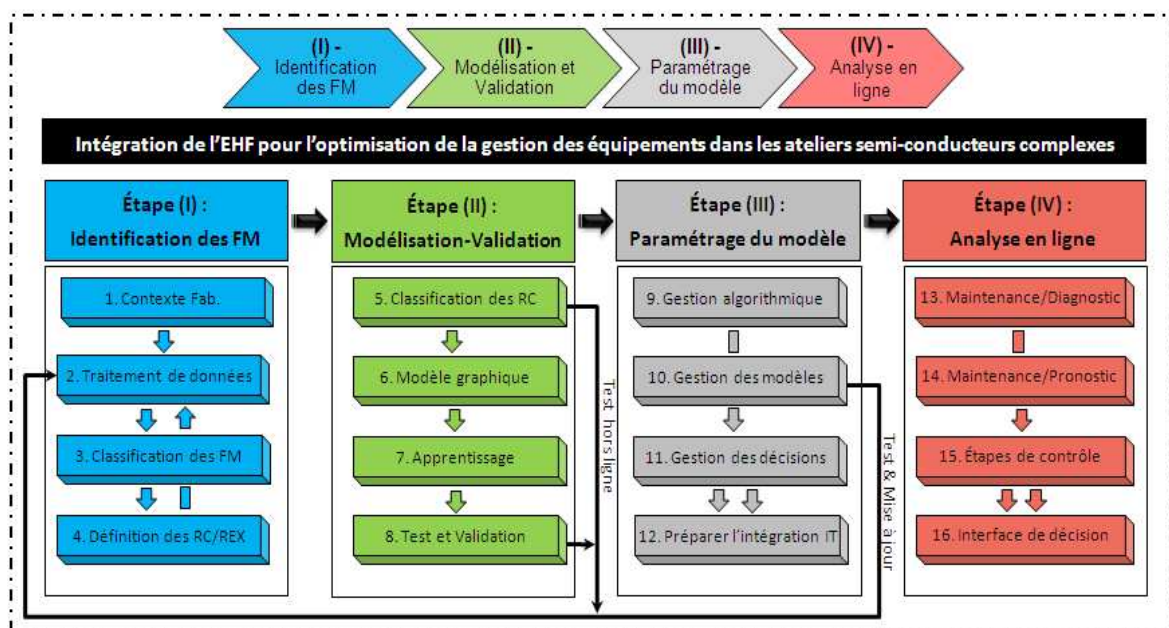 (I) -
Identification
des FM
(II) -
Modélisation et
Validation
(III) -
Paramétrage
du modèle
(IV) -
Analyse en
ligne
Intégration de l'EHF pour l'optimisation de la gestion des équipements dans les ateliers semi-conducteurs complexes
Étape (I) :
Identification des FM
1. Contexte Fab.
2. Traitement de données
3. Classification des FM
4. Définition des RC/REX
Étape (II) :
Modélisation-Validation
5. Classification des RC
6. Modèle graphique
7. Apprentissage
8. Test et Validation
Test hors ligne
Étape (III) :
Paramétrage du modèle
9. Gestion algorithmique
10. Gestion des modèles
11. Gestion des décisions
12. Préparer l'intégration IT
Test & Mise à jour
Étape (IV) :
Analyse en ligne
13. Maintenance/Diagnostic
14. Maintenance/Pronostic
15. Étapes de contrôle
16. Interface de décision